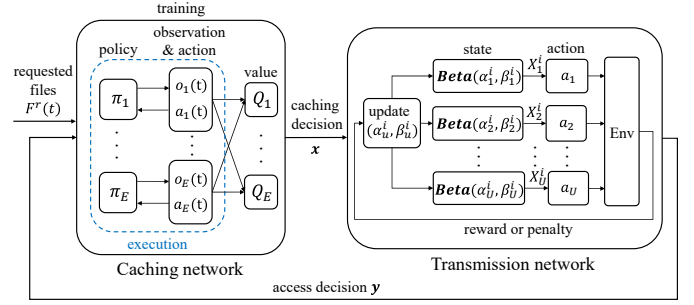 training
observation
& action
policy
value
requested
files
F^r(t)
π_1
o_1(t)
a_1(t)
Q_1
⋮
π_E
o_E(t)
a_E(t)
Q_E
execution
Caching network
caching
decision
x
state
action
update
(α_u^i, β_u^i)
Beta(α_1^i, β_1^i)
X_1^i
a_1
Beta(α_2^i, β_2^i)
X_2^i
a_2
⋮
Beta(α_U^i, β_U^i)
X_U^i
a_U
Env
reward or penalty
Transmission network
access decision y